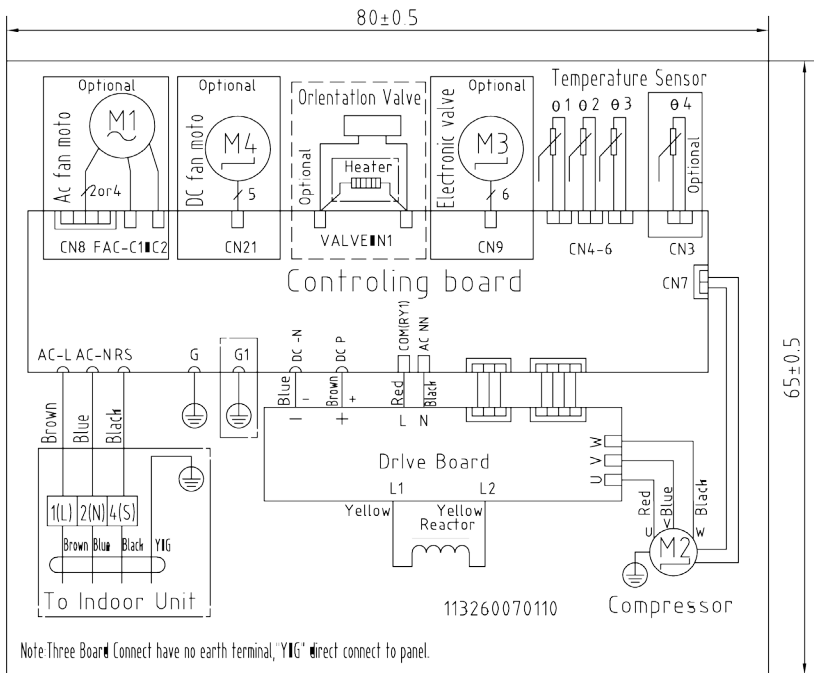 80±0.5
65±0.5
Optional
M1
Ac fan moto
2or4
CN8 FAC-C1 C2
Optional
M4
DC fan moto
5
CN21
Orientation Valve
Optional
Heater
VALVE N1
Optional
M3
Electronic valve
6
CN9
Temperature Sensor
θ1 θ2 θ3
CN4-6
θ4
Optional
CN3
CN7
Controling board
AC-L AC-N RS
G
G1
DC -N
DC P
COM(RY1)
AC NN
Brown
Blue
Black
Blue
-
Brown
+
Red
Black
− + L N
Drive Board
W
V
U
L1 L2
Yellow Yellow
Reactor
Red
Blue
Black
U
V
W
M2
Compressor
1(L) 2(N) 4(S)
Brown Blue Black Y/G
To Indoor Unit
113260070110
Note:Three Board Connect have no earth terminal,"Y/G" direct connect to panel.